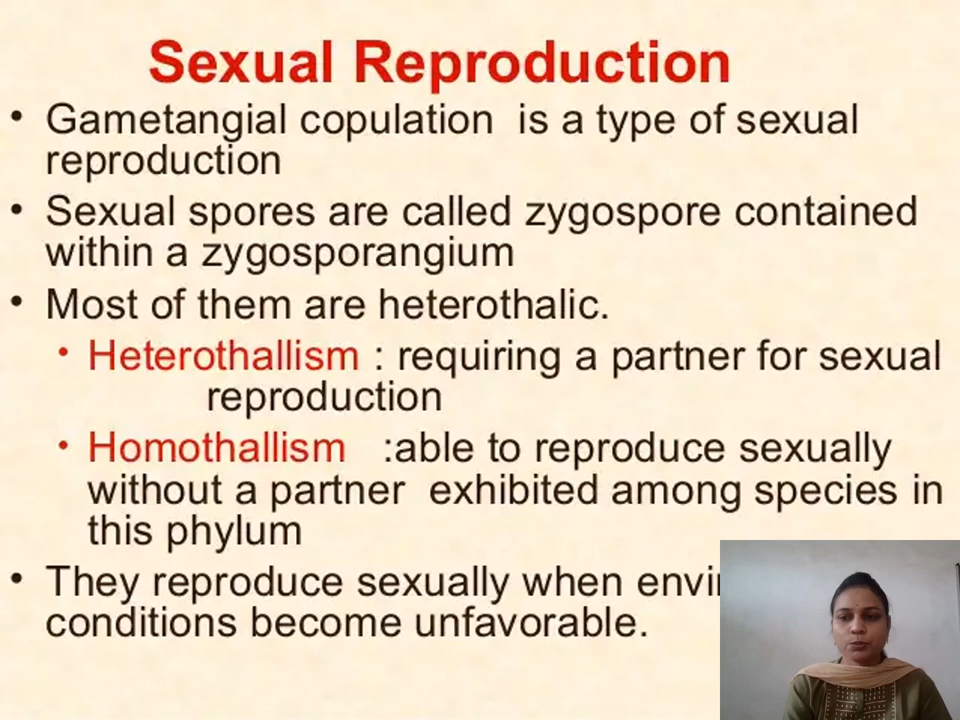 Sexual Reproduction
• Gametangial copulation is a type of sexual
reproduction
• Sexual spores are called zygospore contained
within a zygosporangium
• Most of them are heterothalic.
• Heterothallism : requiring a partner for sexual
reproduction
• Homothallism :able to reproduce sexually
without a partner exhibited among species in
this phylum
• They reproduce sexually when
conditions become unfavorable.